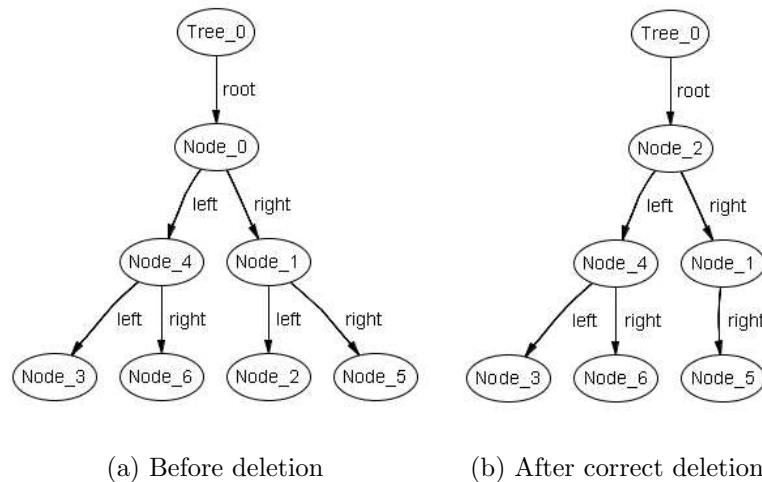 Tree_0 Tree_0
root root
Node_0 Node_2
left right left right
Node_4 Node_1 Node_4 Node_1
left right left right left right right
Node_3 Node_6 Node_2 Node_5 Node_3 Node_6 Node_5
(a) Before deletion (b) After correct deletion